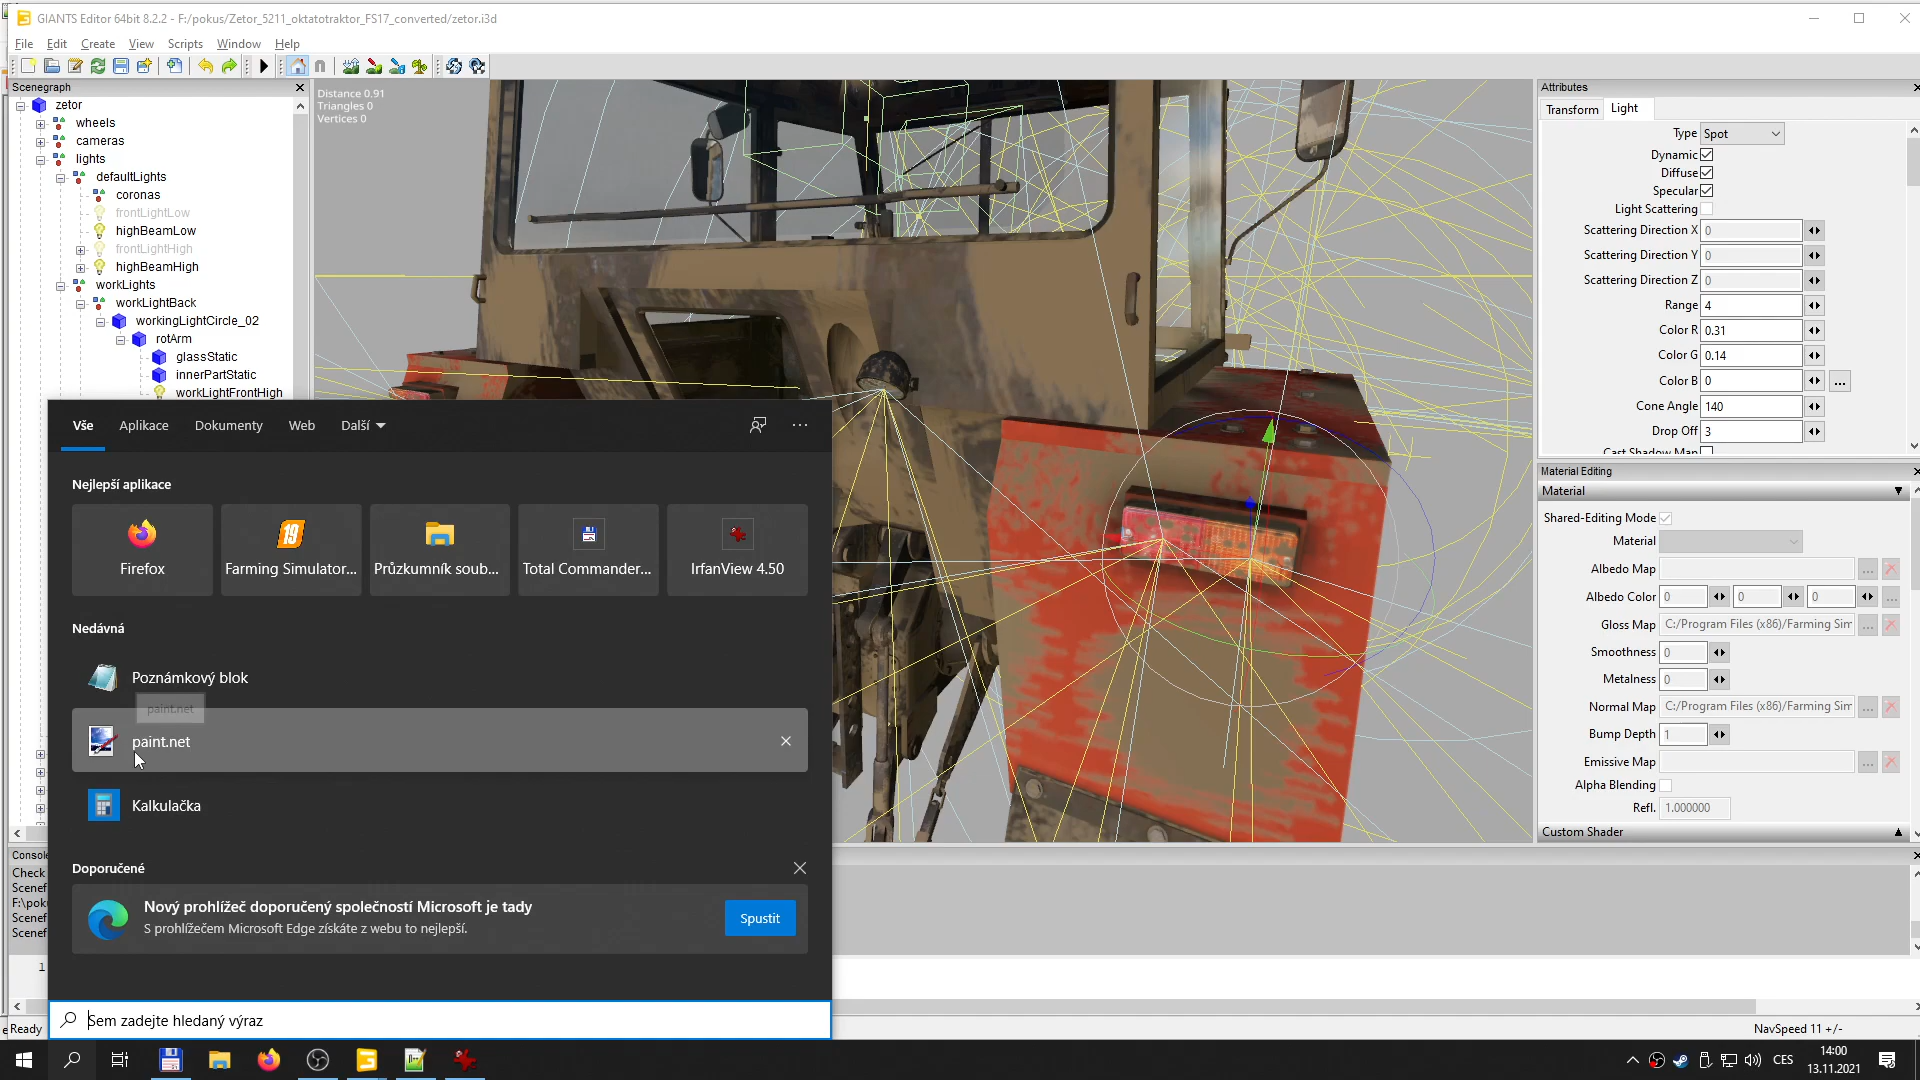 GIANTS Editor 64bit 8.2.2 - F:/pokus/Zetor_5211_oktatotraktor_FS17_converted/zetor.i3d
File Edit Create View Scripts Window Help
Scenegraph
zetor
wheels
cameras
lights
defaultLights
coronas
frontLightLow
highBeamLow
frontLightHigh
highBeamHigh
workLights
workLightBack
workingLightCircle_02
rotArm
glassStatic
innerPartStatic
workLightFrontHigh
Distance 0.91
Triangles 0
Vertices 0
Attributes
Transform Light
Type Spot
Dynamic
Diffuse
Specular
Light Scattering
Scattering Direction X 0
Scattering Direction Y 0
Scattering Direction Z 0
Range 4
Color R 0.31
Color G 0.14
Color B 0 ...
Cone Angle 140
Drop Off 3
Cast Shadow Map
Material Editing
Material
Shared-Editing Mode
Material
Albedo Map ...
Albedo Color 0 0 0 ...
Gloss Map C:/Program Files (x86)/Farming Sim ...
Smoothness 0
Metalness 0
Normal Map C:/Program Files (x86)/Farming Sim ...
Bump Depth 1
Emissive Map ...
Alpha Blending
Refl. 1.000000
Custom Shader
Vše Aplikace Dokumenty Web Další
Nejlepší aplikace
19
Firefox Farming Simulator... Průzkumník soub... Total Commander... IrfanView 4.50
Nedávná
Poznámkový blok
paint.net
paint.net
Kalkulačka
Doporučené
Nový prohlížeč doporučený společností Microsoft je tady
S prohlížečem Microsoft Edge získáte z webu to nejlepší.
Spustit
Sem zadejte hledaný výraz
Console
Check
Scenef
F:\poku
Scenef
Scenef
1
Ready
NavSpeed 11 +/-
CES
14:00
13.11.2021